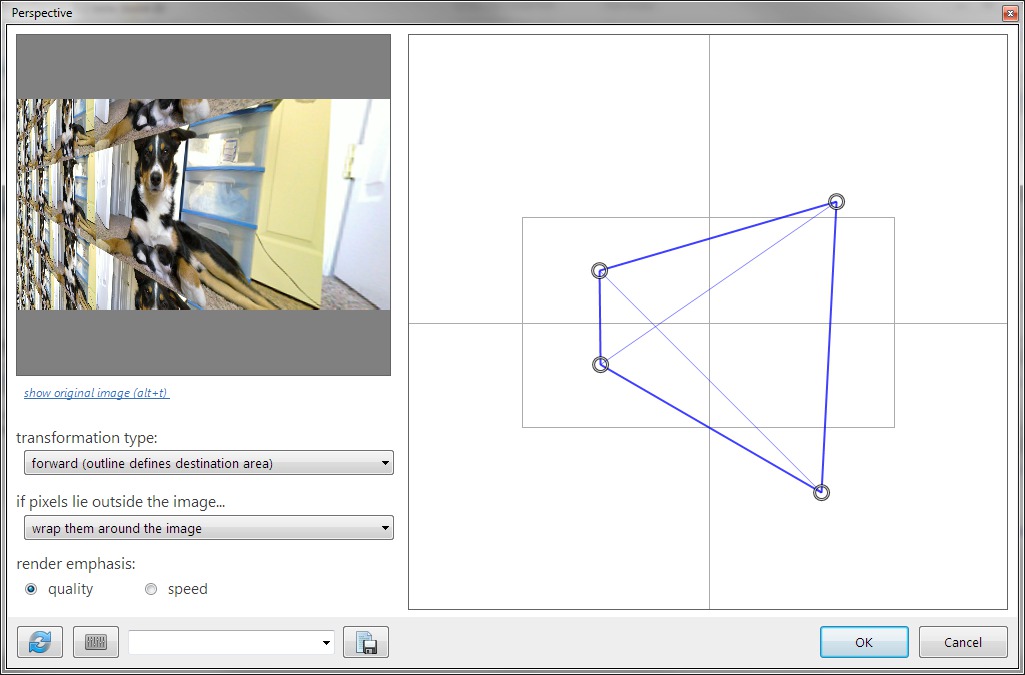 Perspective
show original image (alt+t)
transformation type:
forward (outline defines destination area)
if pixels lie outside the image...
wrap them around the image
render emphasis:
quality speed
OK Cancel